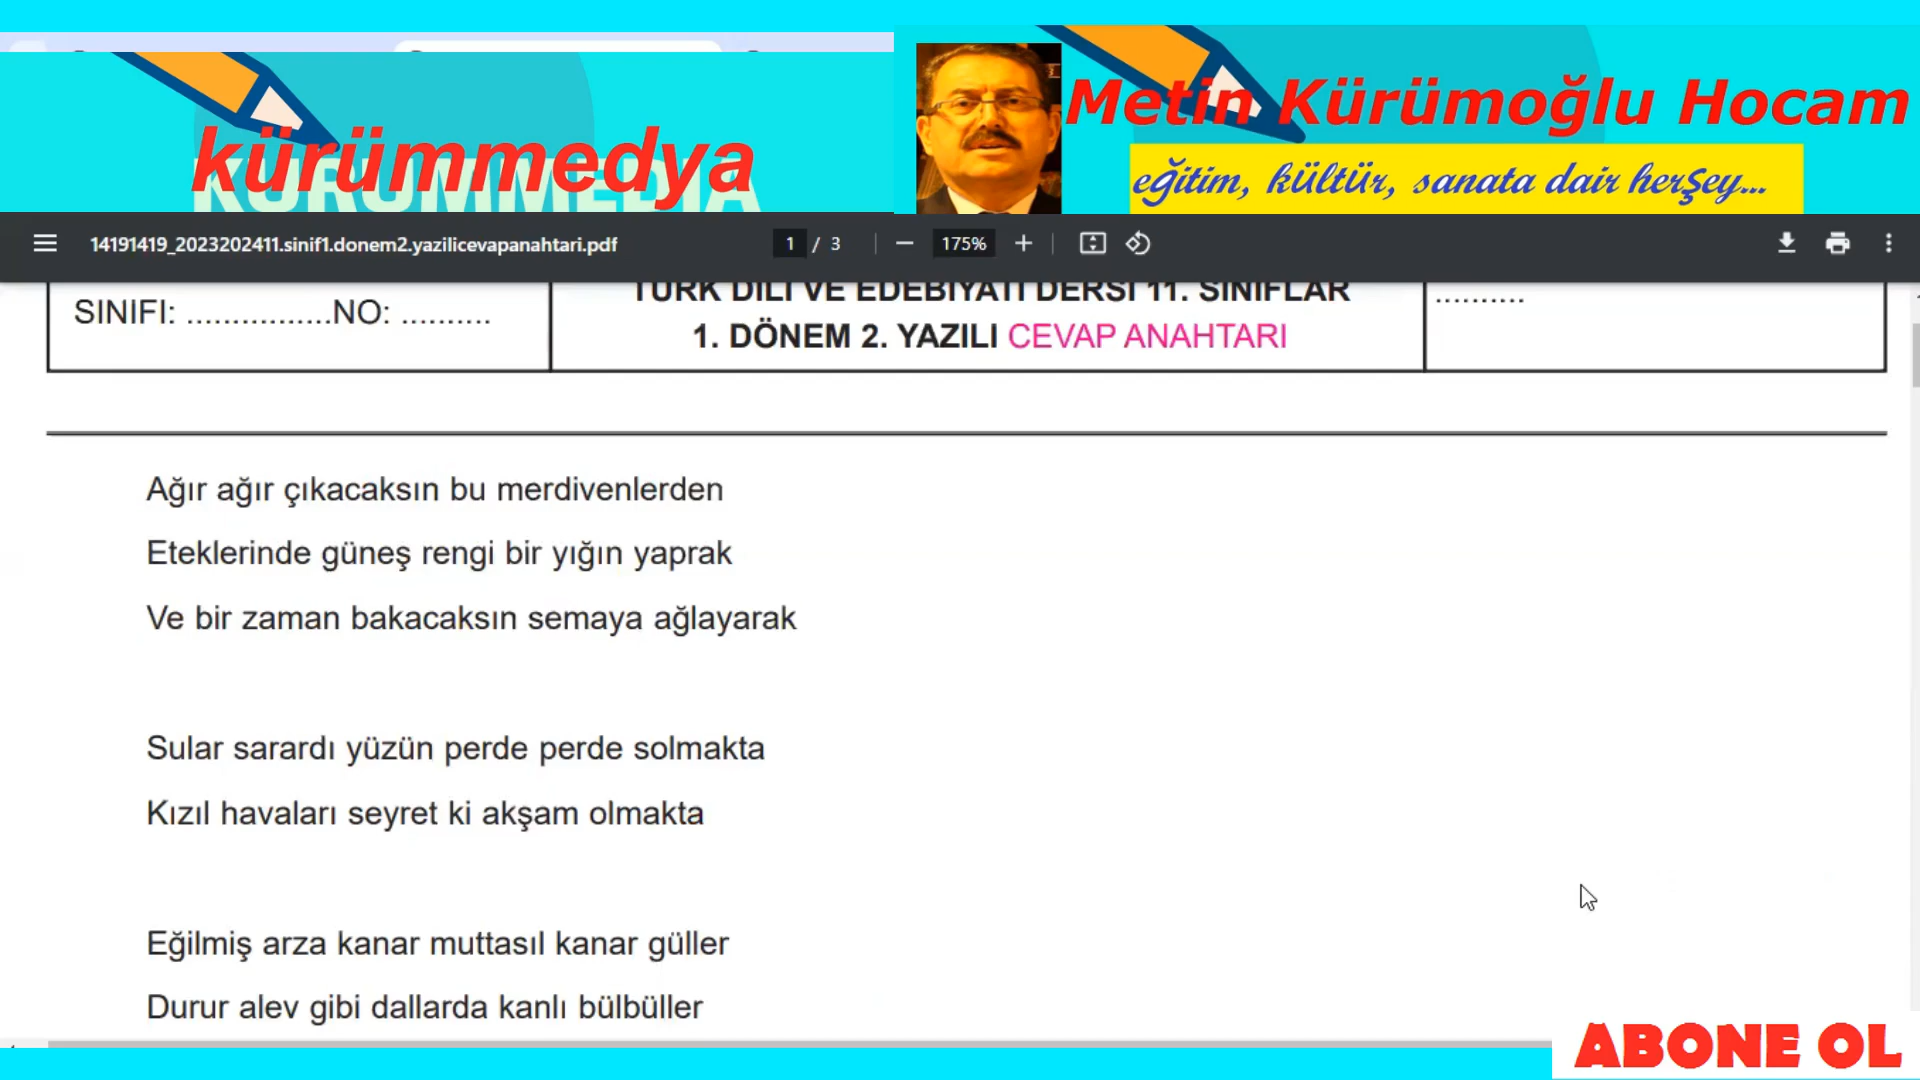 kürümmedya
KÜRÜMMEDIA
Metin Kürümoğlu Hocam
eğitim, kültür, sanata dair herşey...
14191419_2023202411.sinif1.donem2.yazilicevapanahtari.pdf
1 / 3
175%
SINIFI: ................NO: ..........
TÜRK DİLİ VE EDEBİYATI DERSİ 11. SINIFLAR
..........
1. DÖNEM 2. YAZILI CEVAP ANAHTARI
Ağır ağır çıkacaksın bu merdivenlerden
Eteklerinde güneş rengi bir yığın yaprak
Ve bir zaman bakacaksın semaya ağlayarak
Sular sarardı yüzün perde perde solmakta
Kızıl havaları seyret ki akşam olmakta
Eğilmiş arza kanar muttasıl kanar güller
Durur alev gibi dallarda kanlı bülbüller
ABONE OL